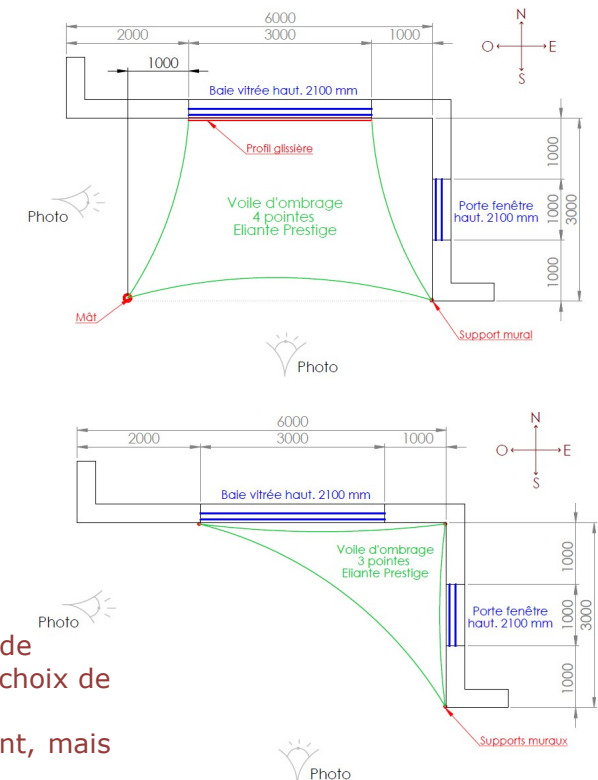 6000
2000
3000
1000
1000
N
O
E
S
Baie vitrée haut. 2100 mm
Profil glissière
Voile d'ombrage
4 pointes
Eliante Prestige
Photo
1000
1000
3000
1000
Porte fenêtre
haut. 2100 mm
Mât
Support mural
Photo
6000
2000
3000
1000
N
O
E
S
Baie vitrée haut. 2100 mm
Voile d'ombrage
3 pointes
Eliante Prestige
Photo
1000
1000
3000
1000
Porte fenêtre
haut. 2100 mm
de
choix de
nt, mais
Supports muraux
Photo